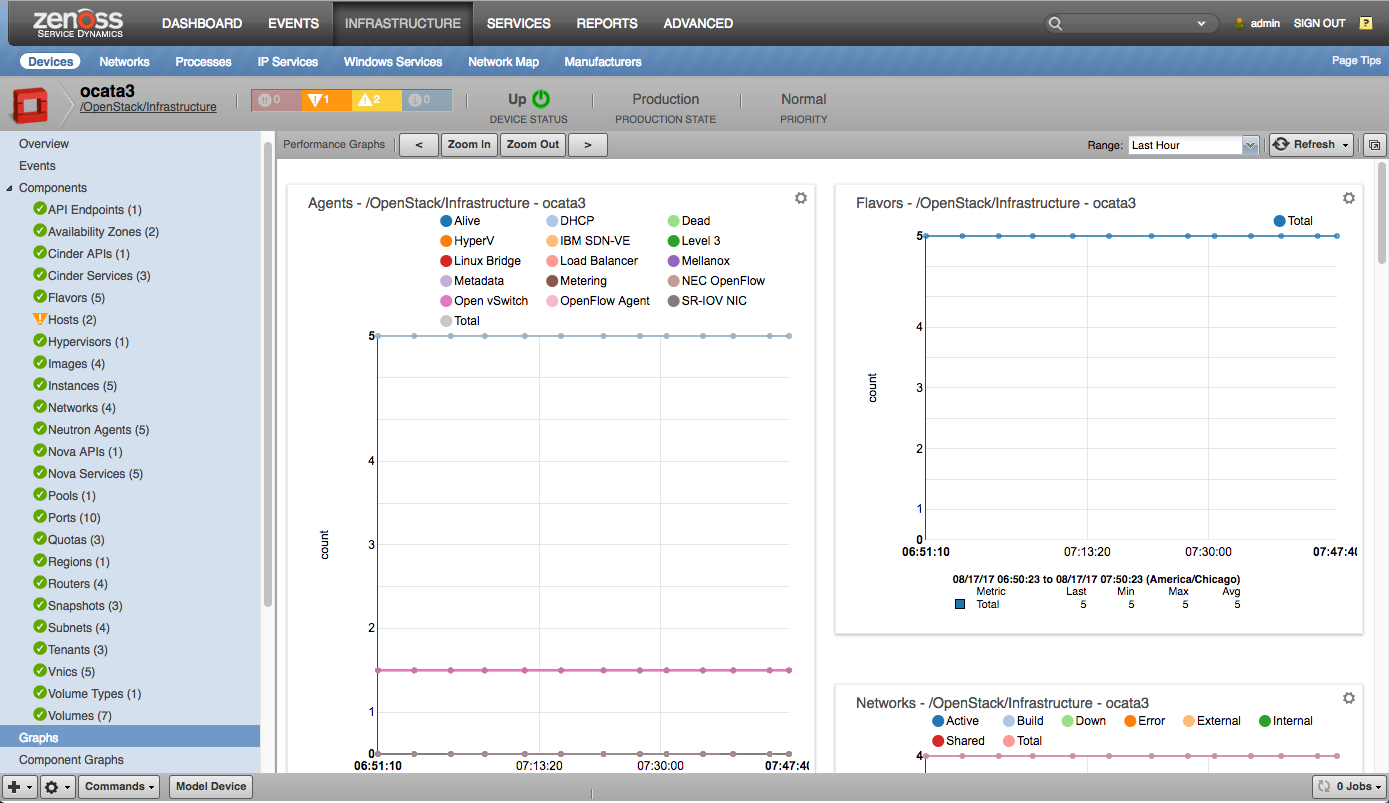 zenoss
SERVICE DYNAMICS
DASHBOARD EVENTS INFRASTRUCTURE SERVICES REPORTS ADVANCED
admin SIGN OUT ?
Devices Networks Processes IP Services Windows Services Network Map Manufacturers Page Tips
ocata3
/OpenStack/Infrastructure
0 1 2 0
Up
DEVICE STATUS
Production
PRODUCTION STATE
Normal
PRIORITY
Overview
Events
Components
API Endpoints (1)
Availability Zones (2)
Cinder APIs (1)
Cinder Services (3)
Flavors (5)
Hosts (2)
Hypervisors (1)
Images (4)
Instances (5)
Networks (4)
Neutron Agents (5)
Nova APIs (1)
Nova Services (5)
Pools (1)
Ports (10)
Quotas (3)
Regions (1)
Routers (4)
Snapshots (3)
Subnets (4)
Tenants (3)
Vnics (5)
Volume Types (1)
Volumes (7)
Graphs
Component Graphs
Performance Graphs < Zoom In Zoom Out > Range: Last Hour Refresh
Agents - /OpenStack/Infrastructure - ocata3
Alive DHCP Dead
HyperV IBM SDN-VE Level 3
Linux Bridge Load Balancer Mellanox
Metadata Metering NEC OpenFlow
Open vSwitch OpenFlow Agent SR-IOV NIC
Total
5
4
3
2
1
0
count
06:51:10 07:13:20 07:30:00 07:47:40
Flavors - /OpenStack/Infrastructure - ocata3
Total
5
4
3
2
1
0
count
06:51:10 07:13:20 07:30:00 07:47:40
08/17/17 06:50:23 to 08/17/17 07:50:23 (America/Chicago)
Metric Last Min Max Avg
Total 5 5 5 5
Networks - /OpenStack/Infrastructure - ocata3
Active Build Down Error External Internal
Shared Total
4
Commands Model Device 0 Jobs